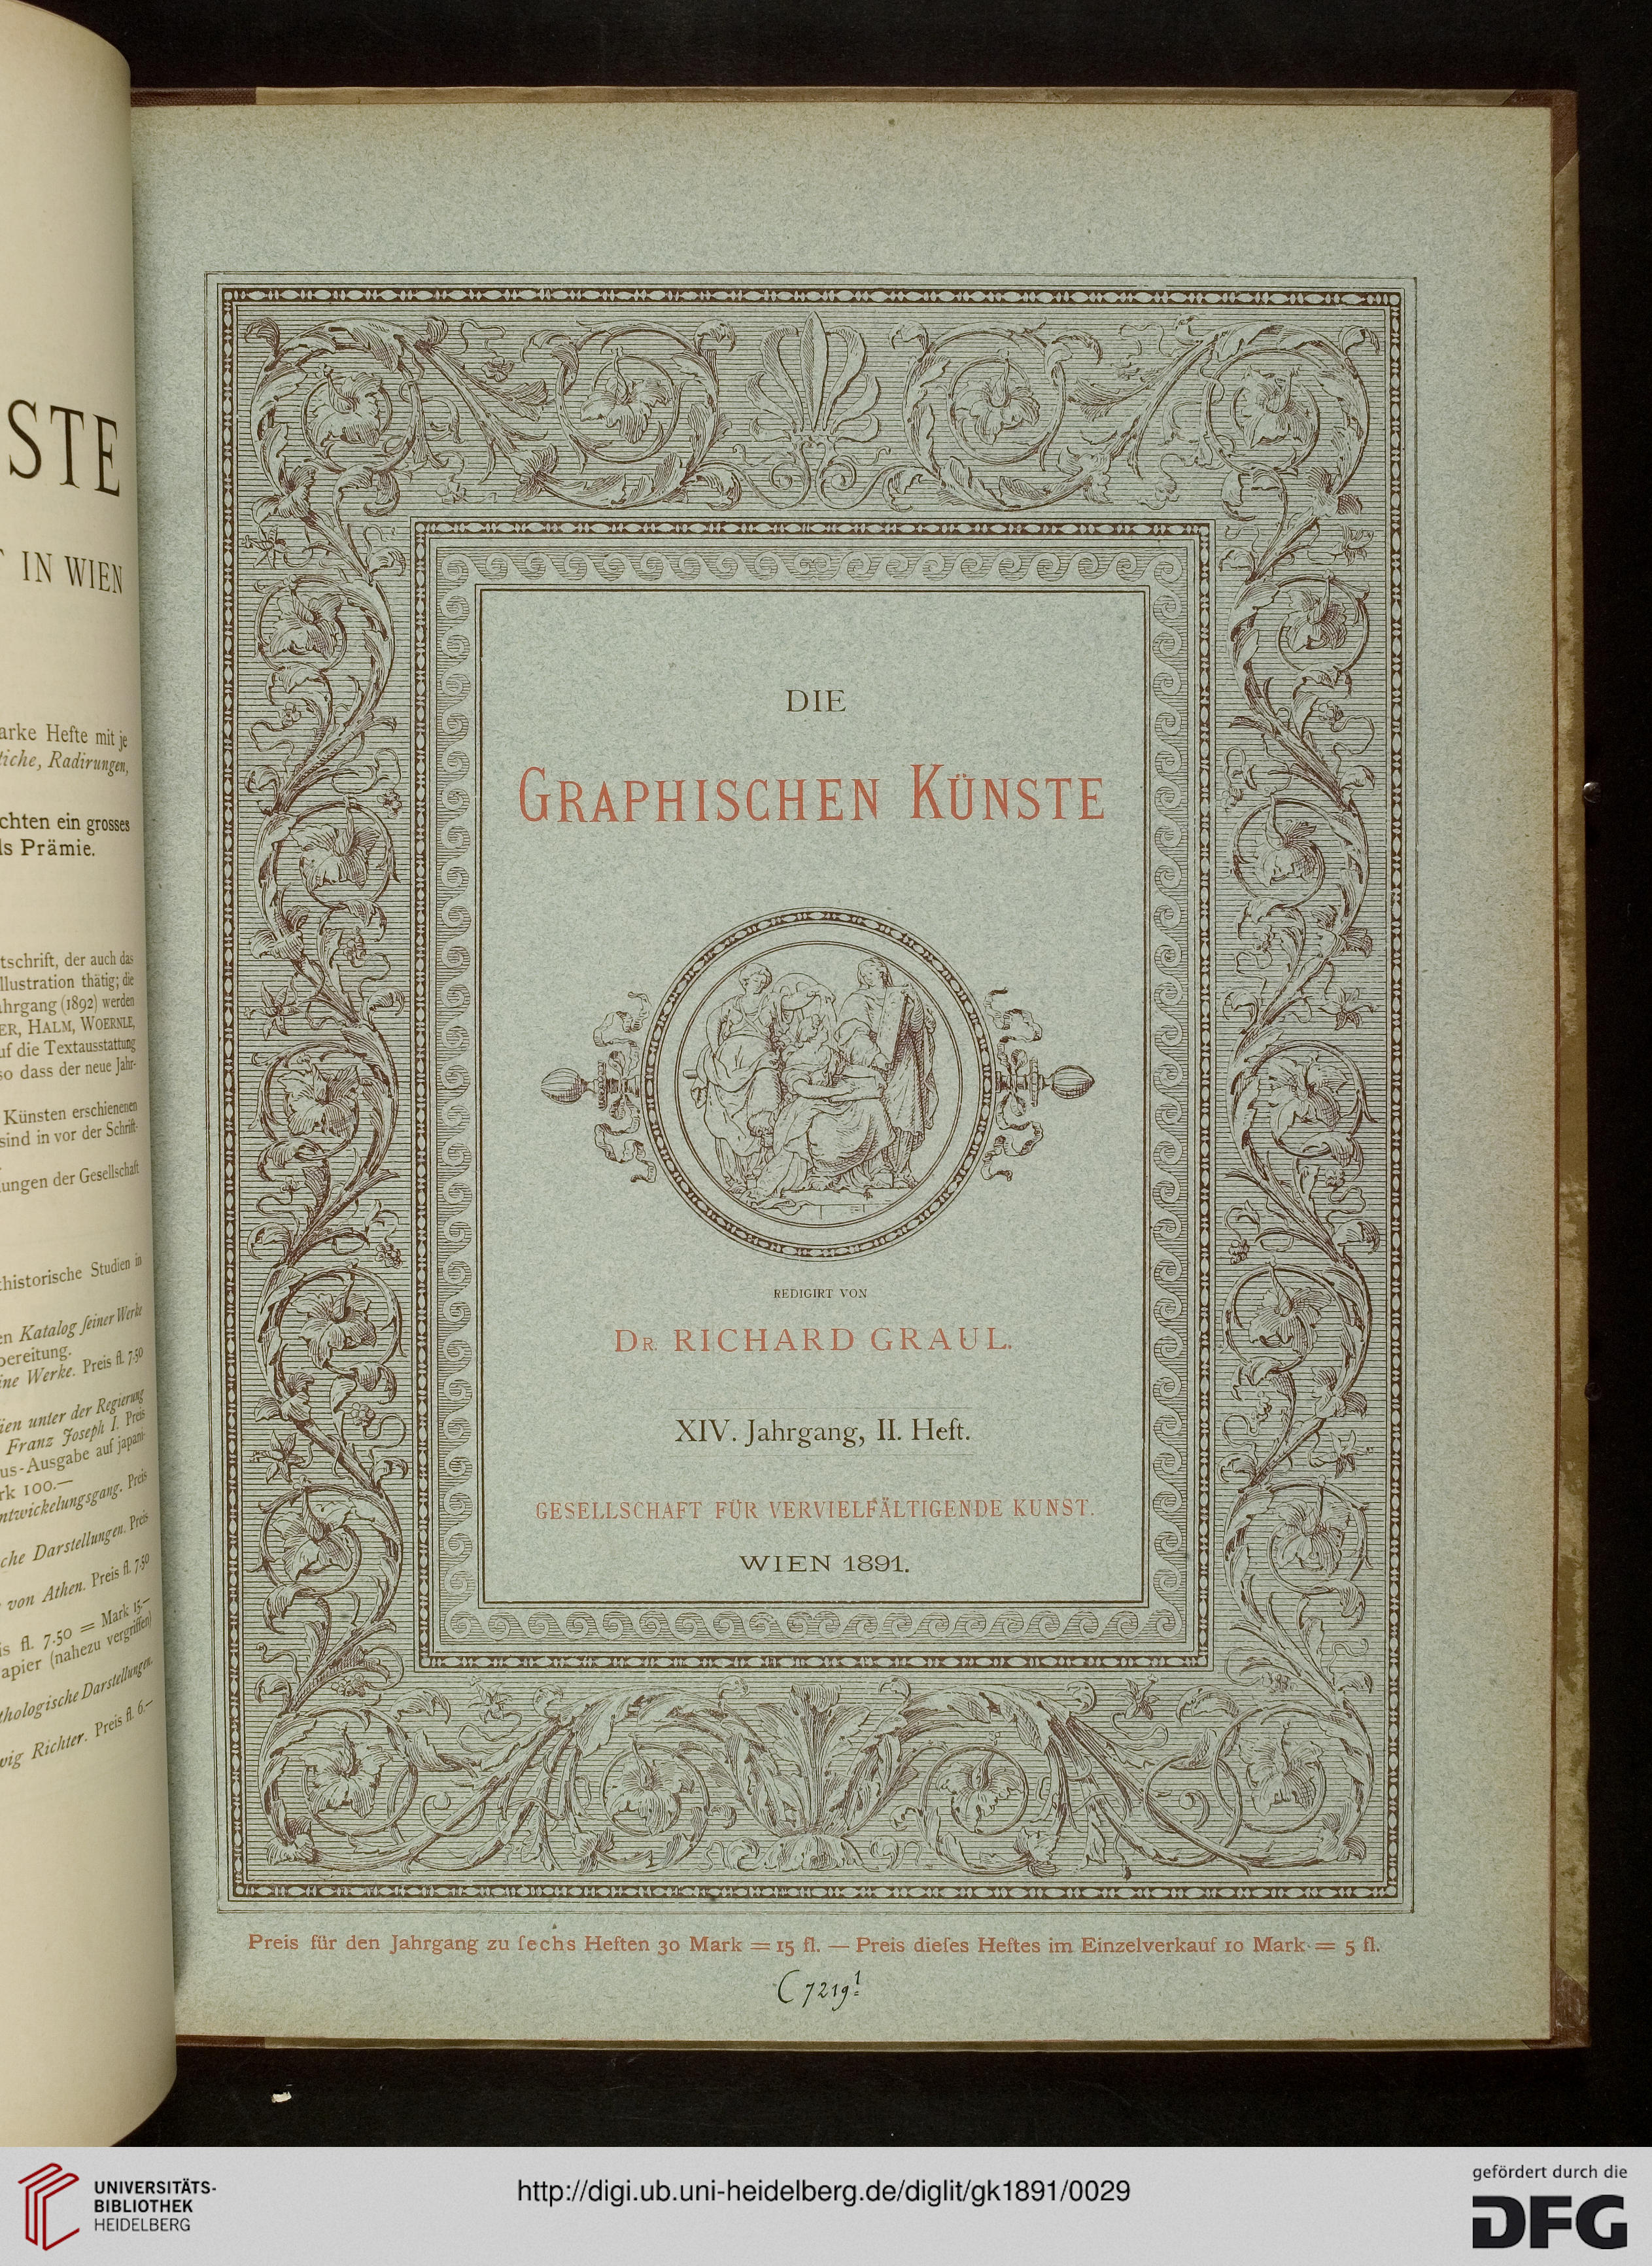 STE
IN WIEN
arke Hefte mit je
tiche, Radirungen,
chten ein grosses
ls Prämie.
tschrift, der auch das
llustration thätig; die
ahrgang (1892) werden
ER, HALM, WOERNLE,
uf die Textausstattung
so dass der neue Jahr-
Künsten erschienenen
sind in vor der Schrift-
ungen der Gesellschaft
historische Studien in
en Katalog ſeiner Werke
bereitung.
ine Werke. Preis fl. 7.50
ien unter der Regierung
Franz Joseph I. Preis
us-Ausgabe auf japani-
rk 100.—
ntwickelungsgang. Preis
che Darstellungen. Preis
von Athen. Preis fl. 7.50
is fl. 7.50 = Mark 15.—
apier (nahezu vergriffen)
thologische Darstellungen.
wig Richter. Preis fl. 6.—
DIE
GRAPHISCHEN KÜNSTE
REDIGIRT VON
DR. RICHARD GRAUL.
XIV. Jahrgang, II. Heft.
GESELLSCHAFT FÜR VERVIELFÄLTIGENDE KUNST.
WIEN 1891.
Preis für den Jahrgang zu ſechs Heften 30 Mark = 15 fl. — Preis dieſes Heftes im Einzelverkauf 10 Mark = 5 fl.
C 7219¹
UNIVERSITÄTS-
BIBLIOTHEK
HEIDELBERG
http://digi.ub.uni-heidelberg.de/diglit/gk1891/0029
gefördert durch die
DFG